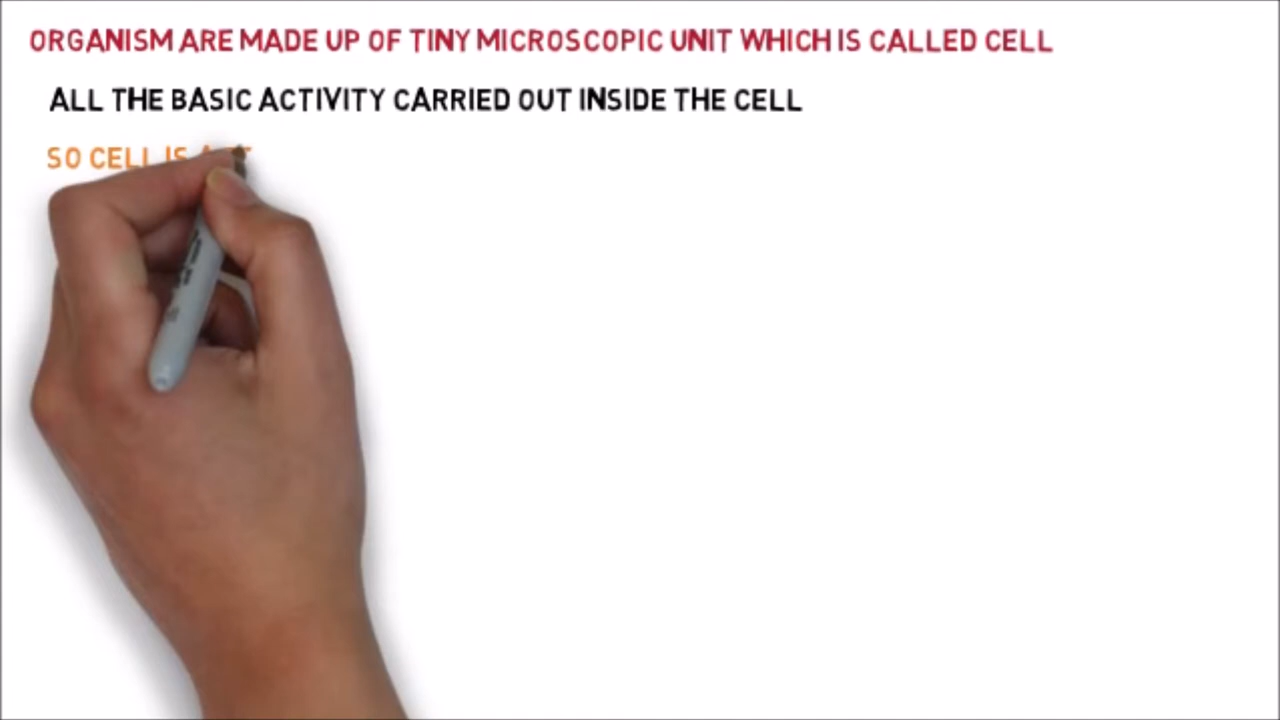 ORGANISM ARE MADE UP OF TINY MICROSCOPIC UNIT WHICH IS CALLED CELL
ALL THE BASIC ACTIVITY CARRIED OUT INSIDE THE CELL
SO CELL IS